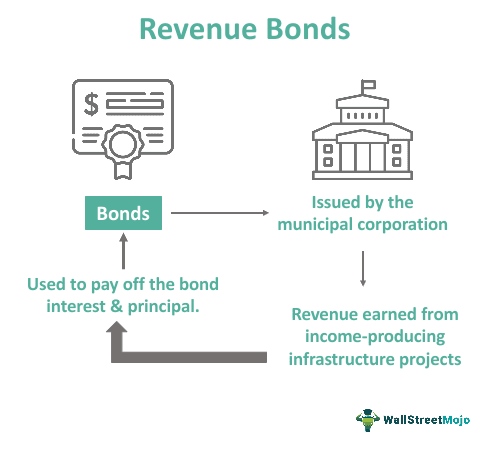 Revenue Bonds
$
Bonds
Issued by the
municipal corporation
Used to pay off the bond
interest & principal.
Revenue earned from
income-producing
infrastructure projects
WallStreetMojo